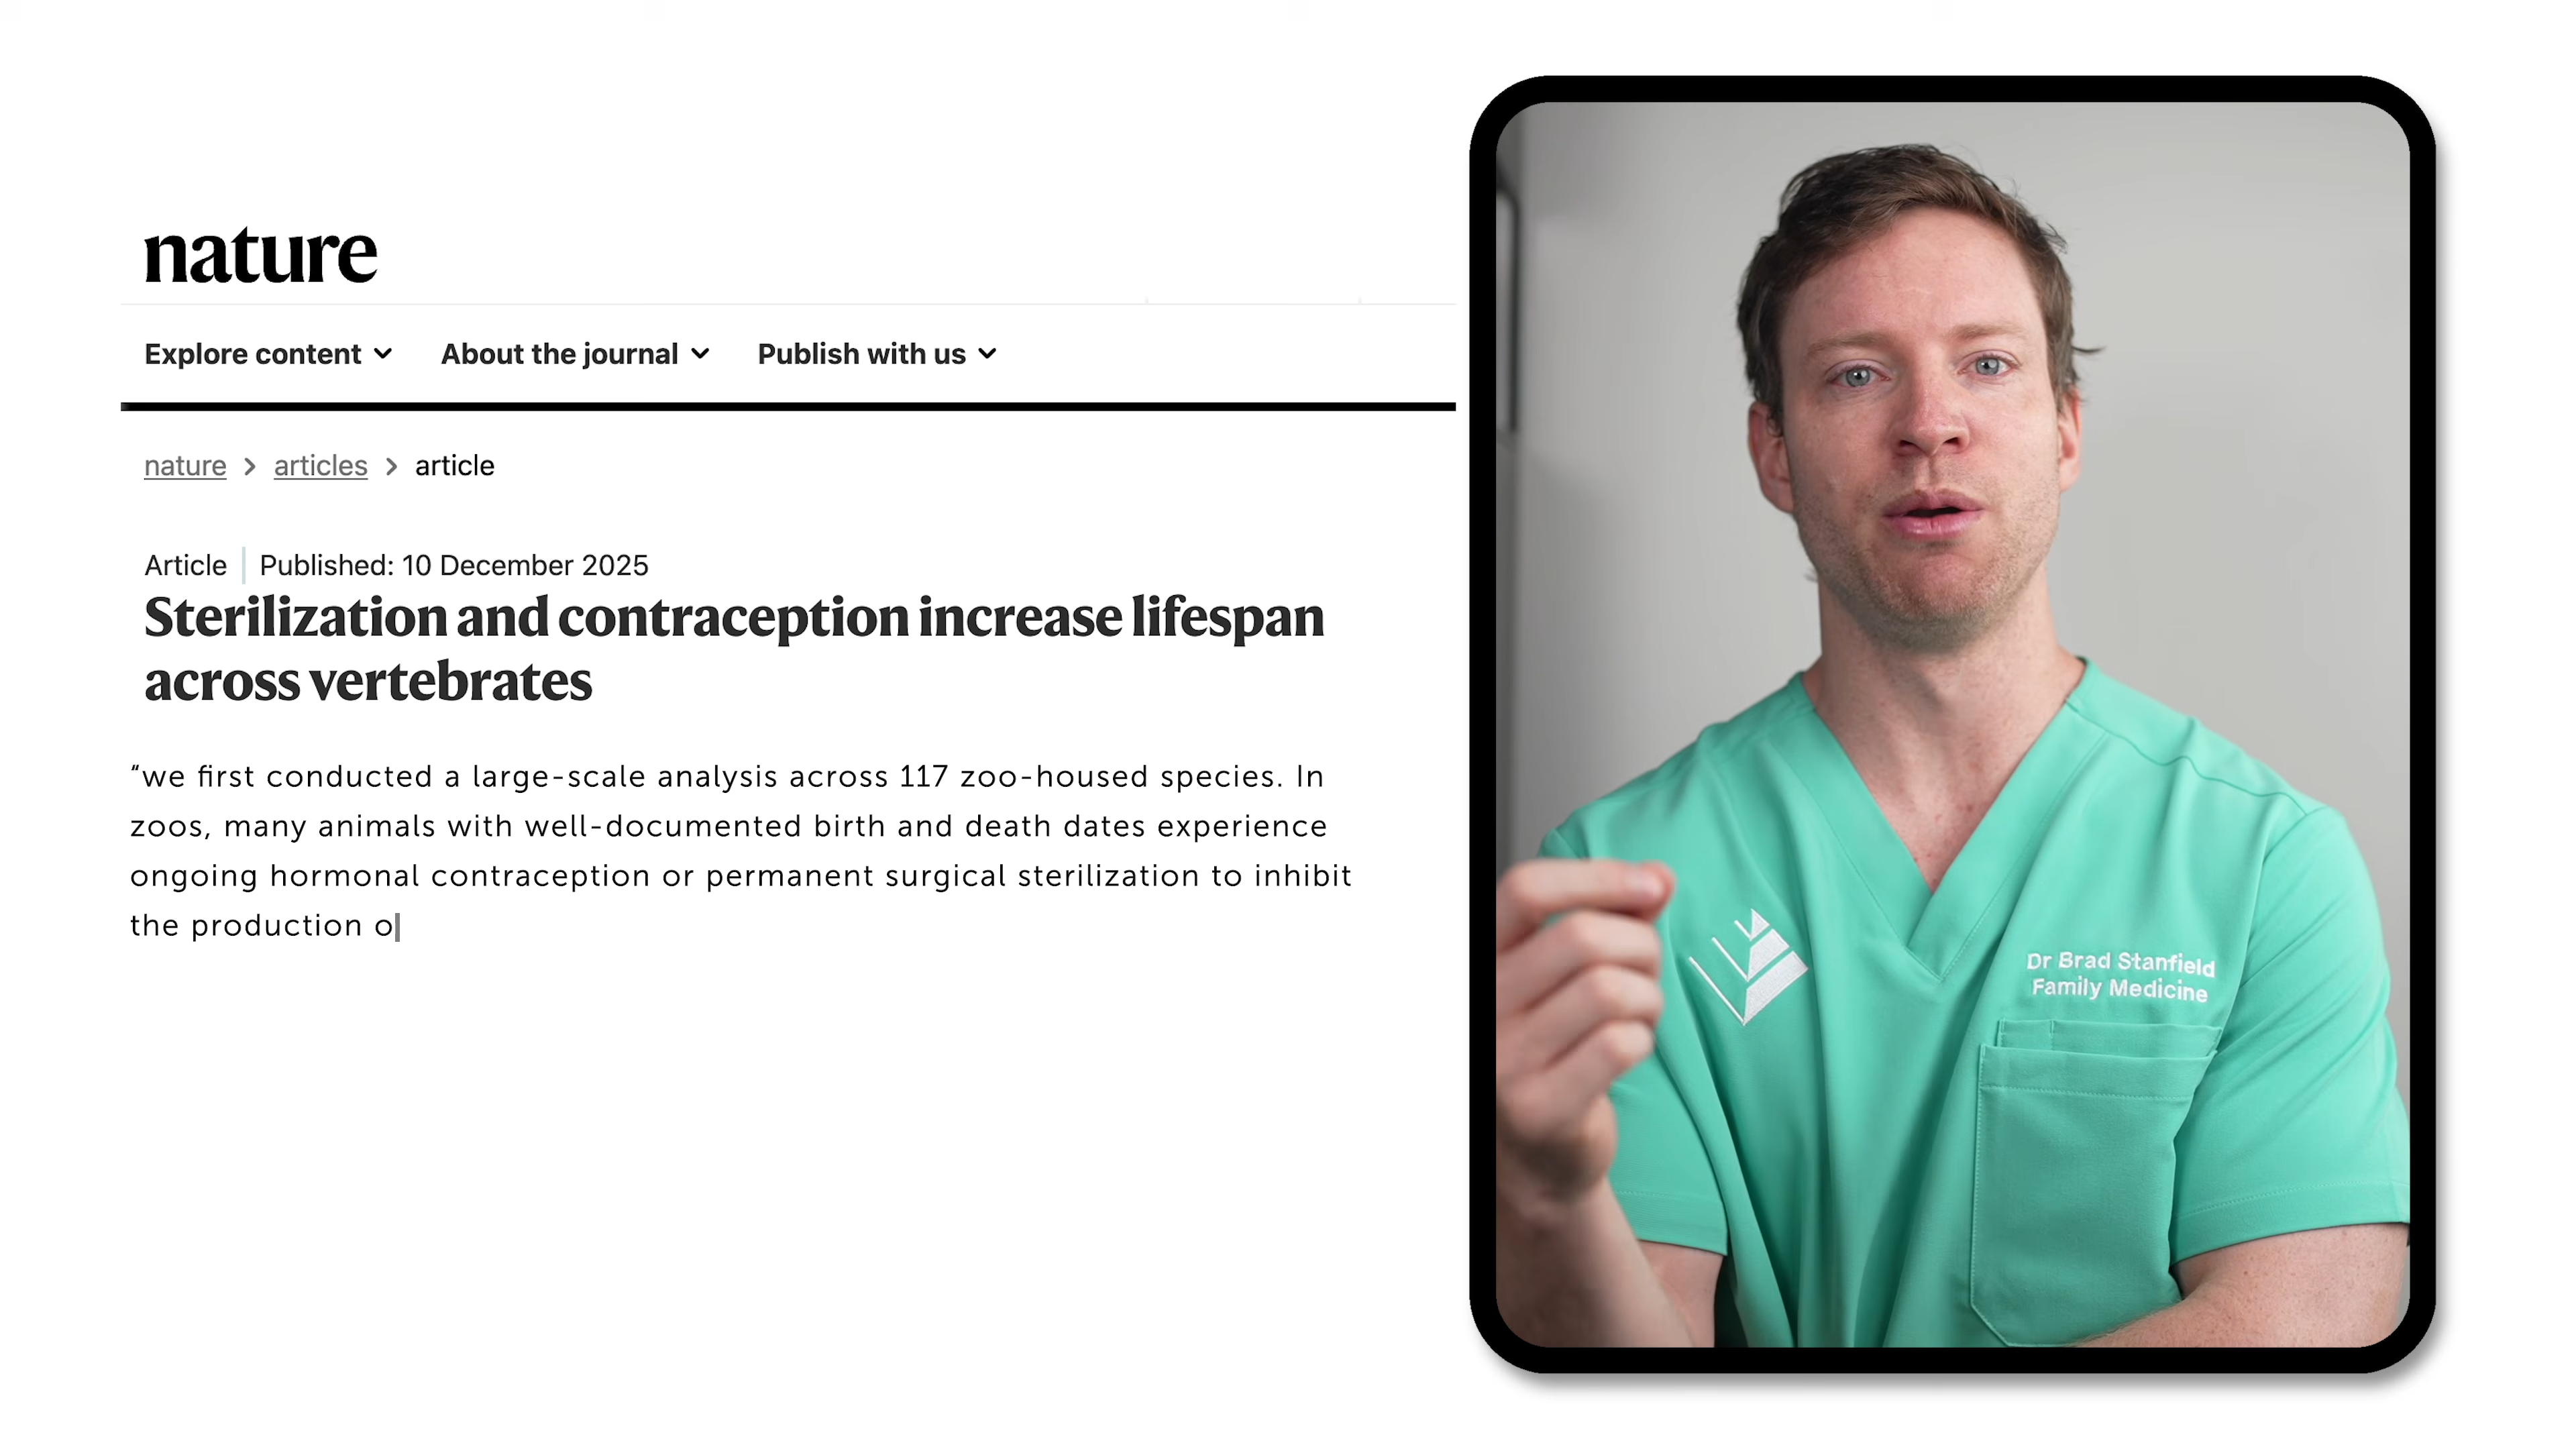 nature
Explore content
About the journal
Publish with us
nature > articles > article
Article | Published: 10 December 2025
Sterilization and contraception increase lifespan
across vertebrates
“we first conducted a large-scale analysis across 117 zoo-housed species. In
zoos, many animals with well-documented birth and death dates experience
ongoing hormonal contraception or permanent surgical sterilization to inhibit
the production o
Dr Brad Stanfield
Family Medicine